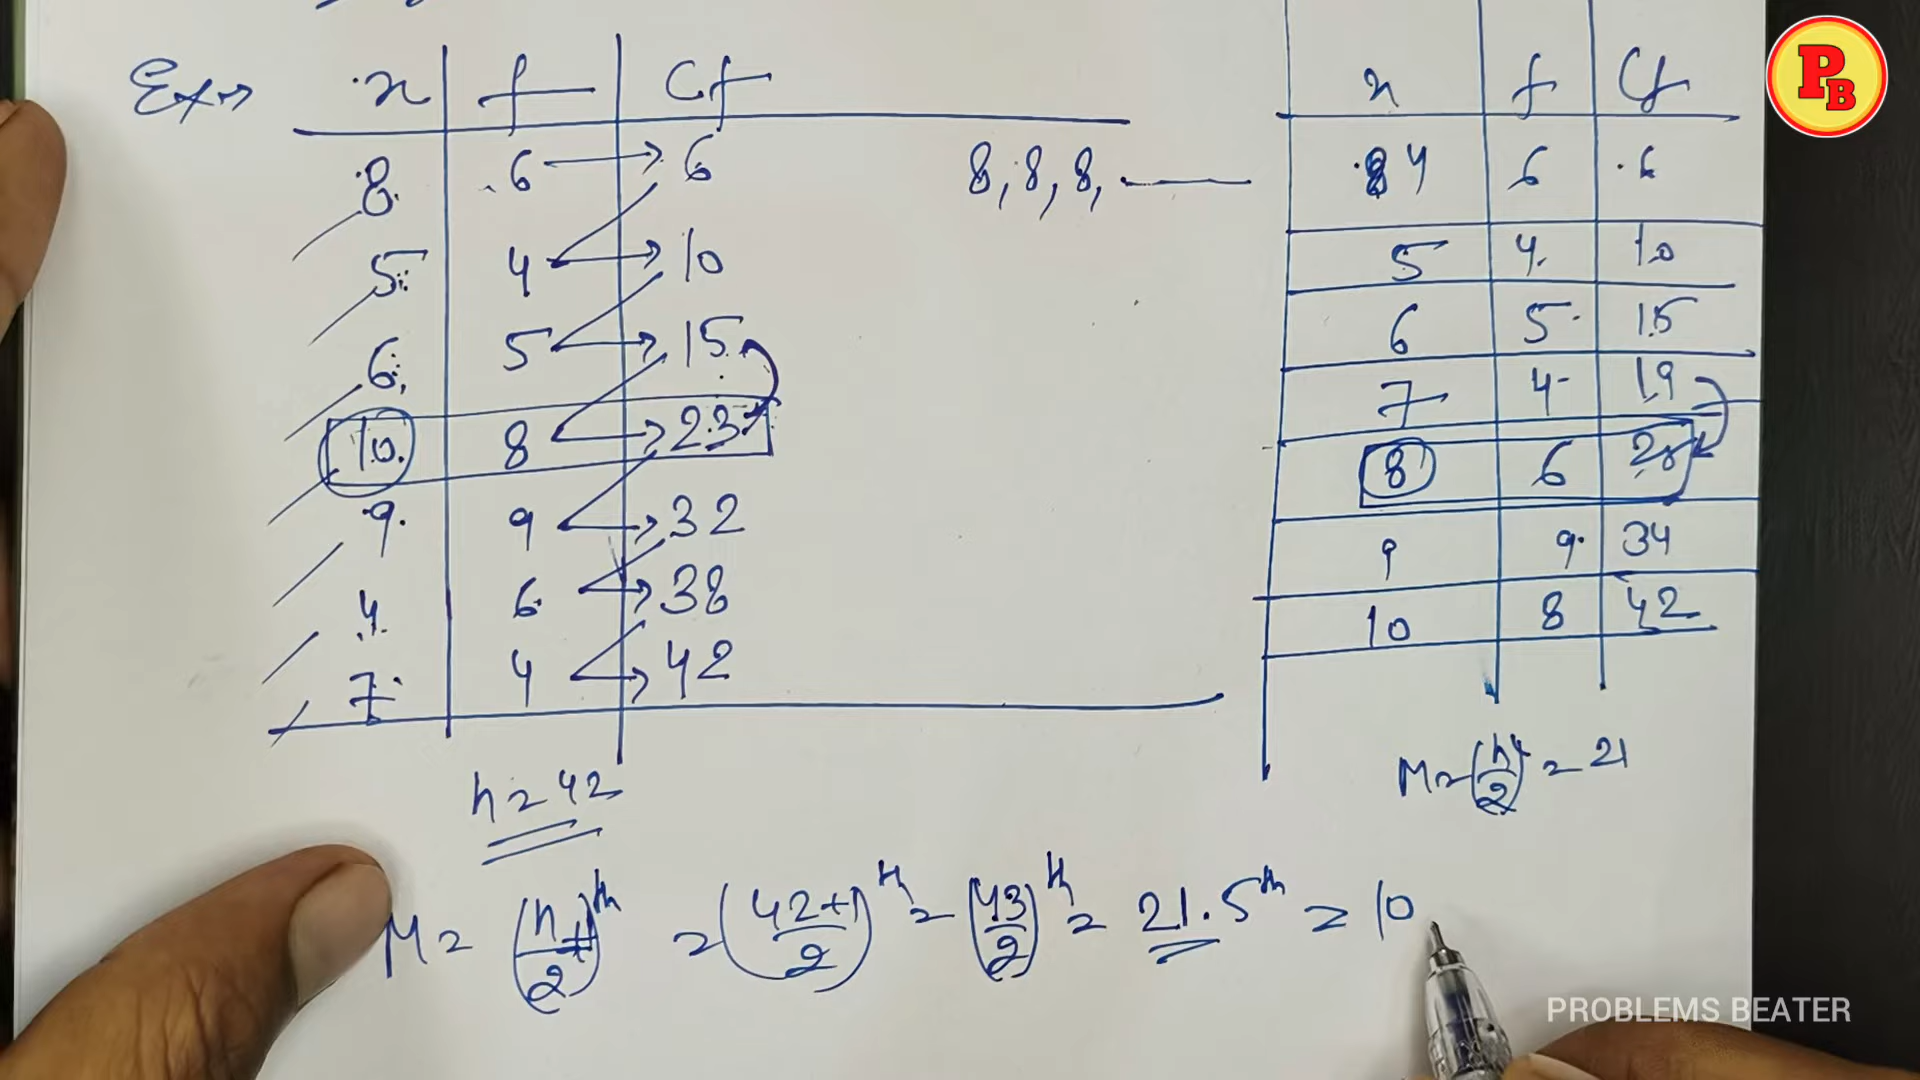 Ex→ x f Cf
8 6 6
5 4 10
6 5 15
10 8 23
9 9 32
4 6 38
7 4 42
n = 42
8, 8, 8,
x f Cf
4 6 6
5 4 10
6 5 15
7 4 19
8 6 25
9 9 34
10 8 42
M = (n/2)th = 21
M = (n+1/2)th = (42+1/2)th = (43/2)th = 21.5th = 10
PB
PROBLEMS BEATER